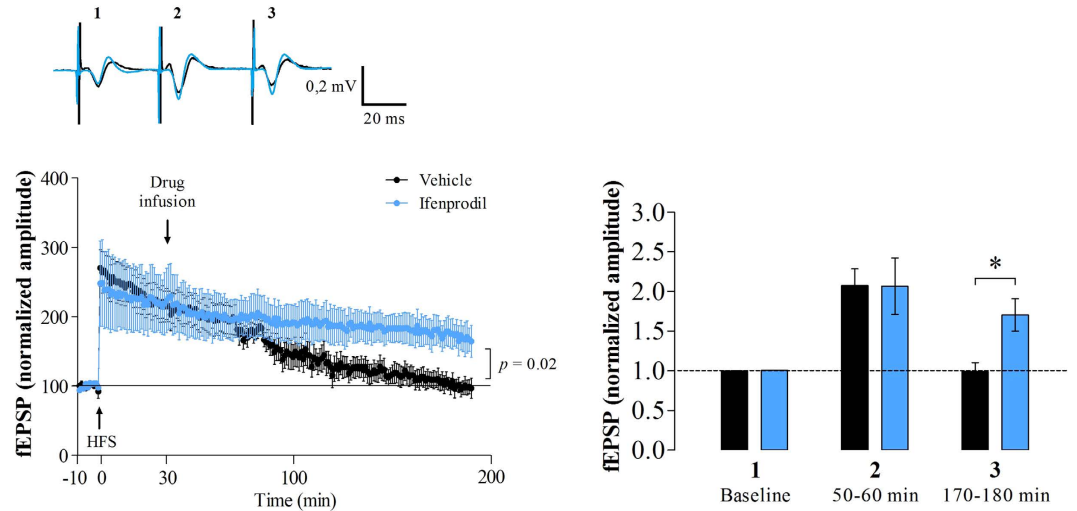 1 2 3
0,2 mV
20 ms
fEPSP (normalized amplitude)
400
300
200
100
0
Drug
infusion
Vehicle
Ifenprodil
p = 0.02
HFS
-10 0 30 100 200
Time (min)
fEPSP (normalized amplitude)
3.0
2.5
2.0
1.5
1.0
0.5
0.0
*
1 2 3
Baseline 50-60 min 170-180 min